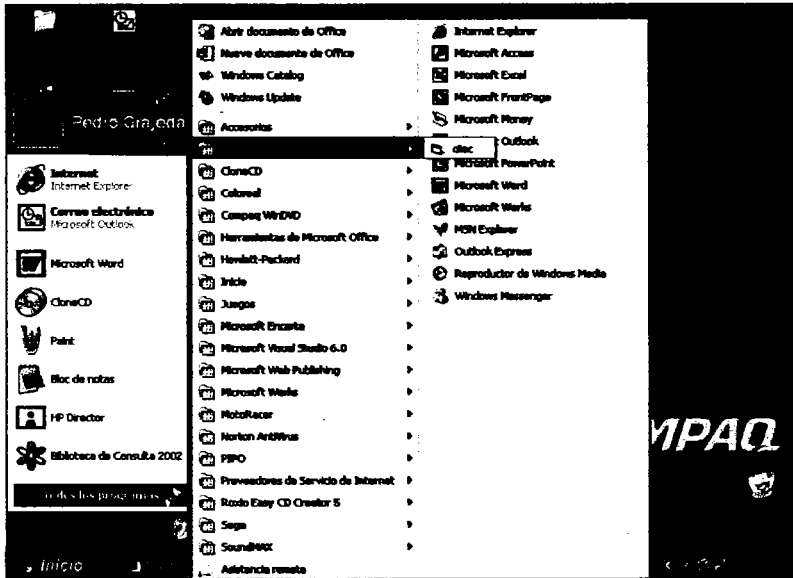 Pedro Grajeda
Internet
Internet Explorer
Correo electrónico
Microsoft Outlook
Microsoft Word
CloneCD
Paint
Bloc de notas
HP Director
Biblioteca de Consulta 2002
Todos los programas
Inicio
Abrir documento de Office
Nuevo documento de Office
Windows Catalog
Windows Update
Accesorios
CloneCD
Coloreal
Compaq WinDVD
Herramientas de Microsoft Office
Hewlett-Packard
Inicio
Juegos
Microsoft Encarta
Microsoft Visual Studio 6.0
Microsoft Web Publishing
Microsoft Works
MotoRacer
Norton AntiVirus
PIPO
Proveedores de Servicio de Internet
Roxio Easy CD Creator 5
Sega
SoundMAX
Asistencia remota
Internet Explorer
Microsoft Access
Microsoft Excel
Microsoft FrontPage
Microsoft Money
Outlook
Microsoft PowerPoint
Microsoft Word
Microsoft Works
MSN Explorer
Outlook Express
Reproductor de Windows Media
Windows Messenger
MPAQ